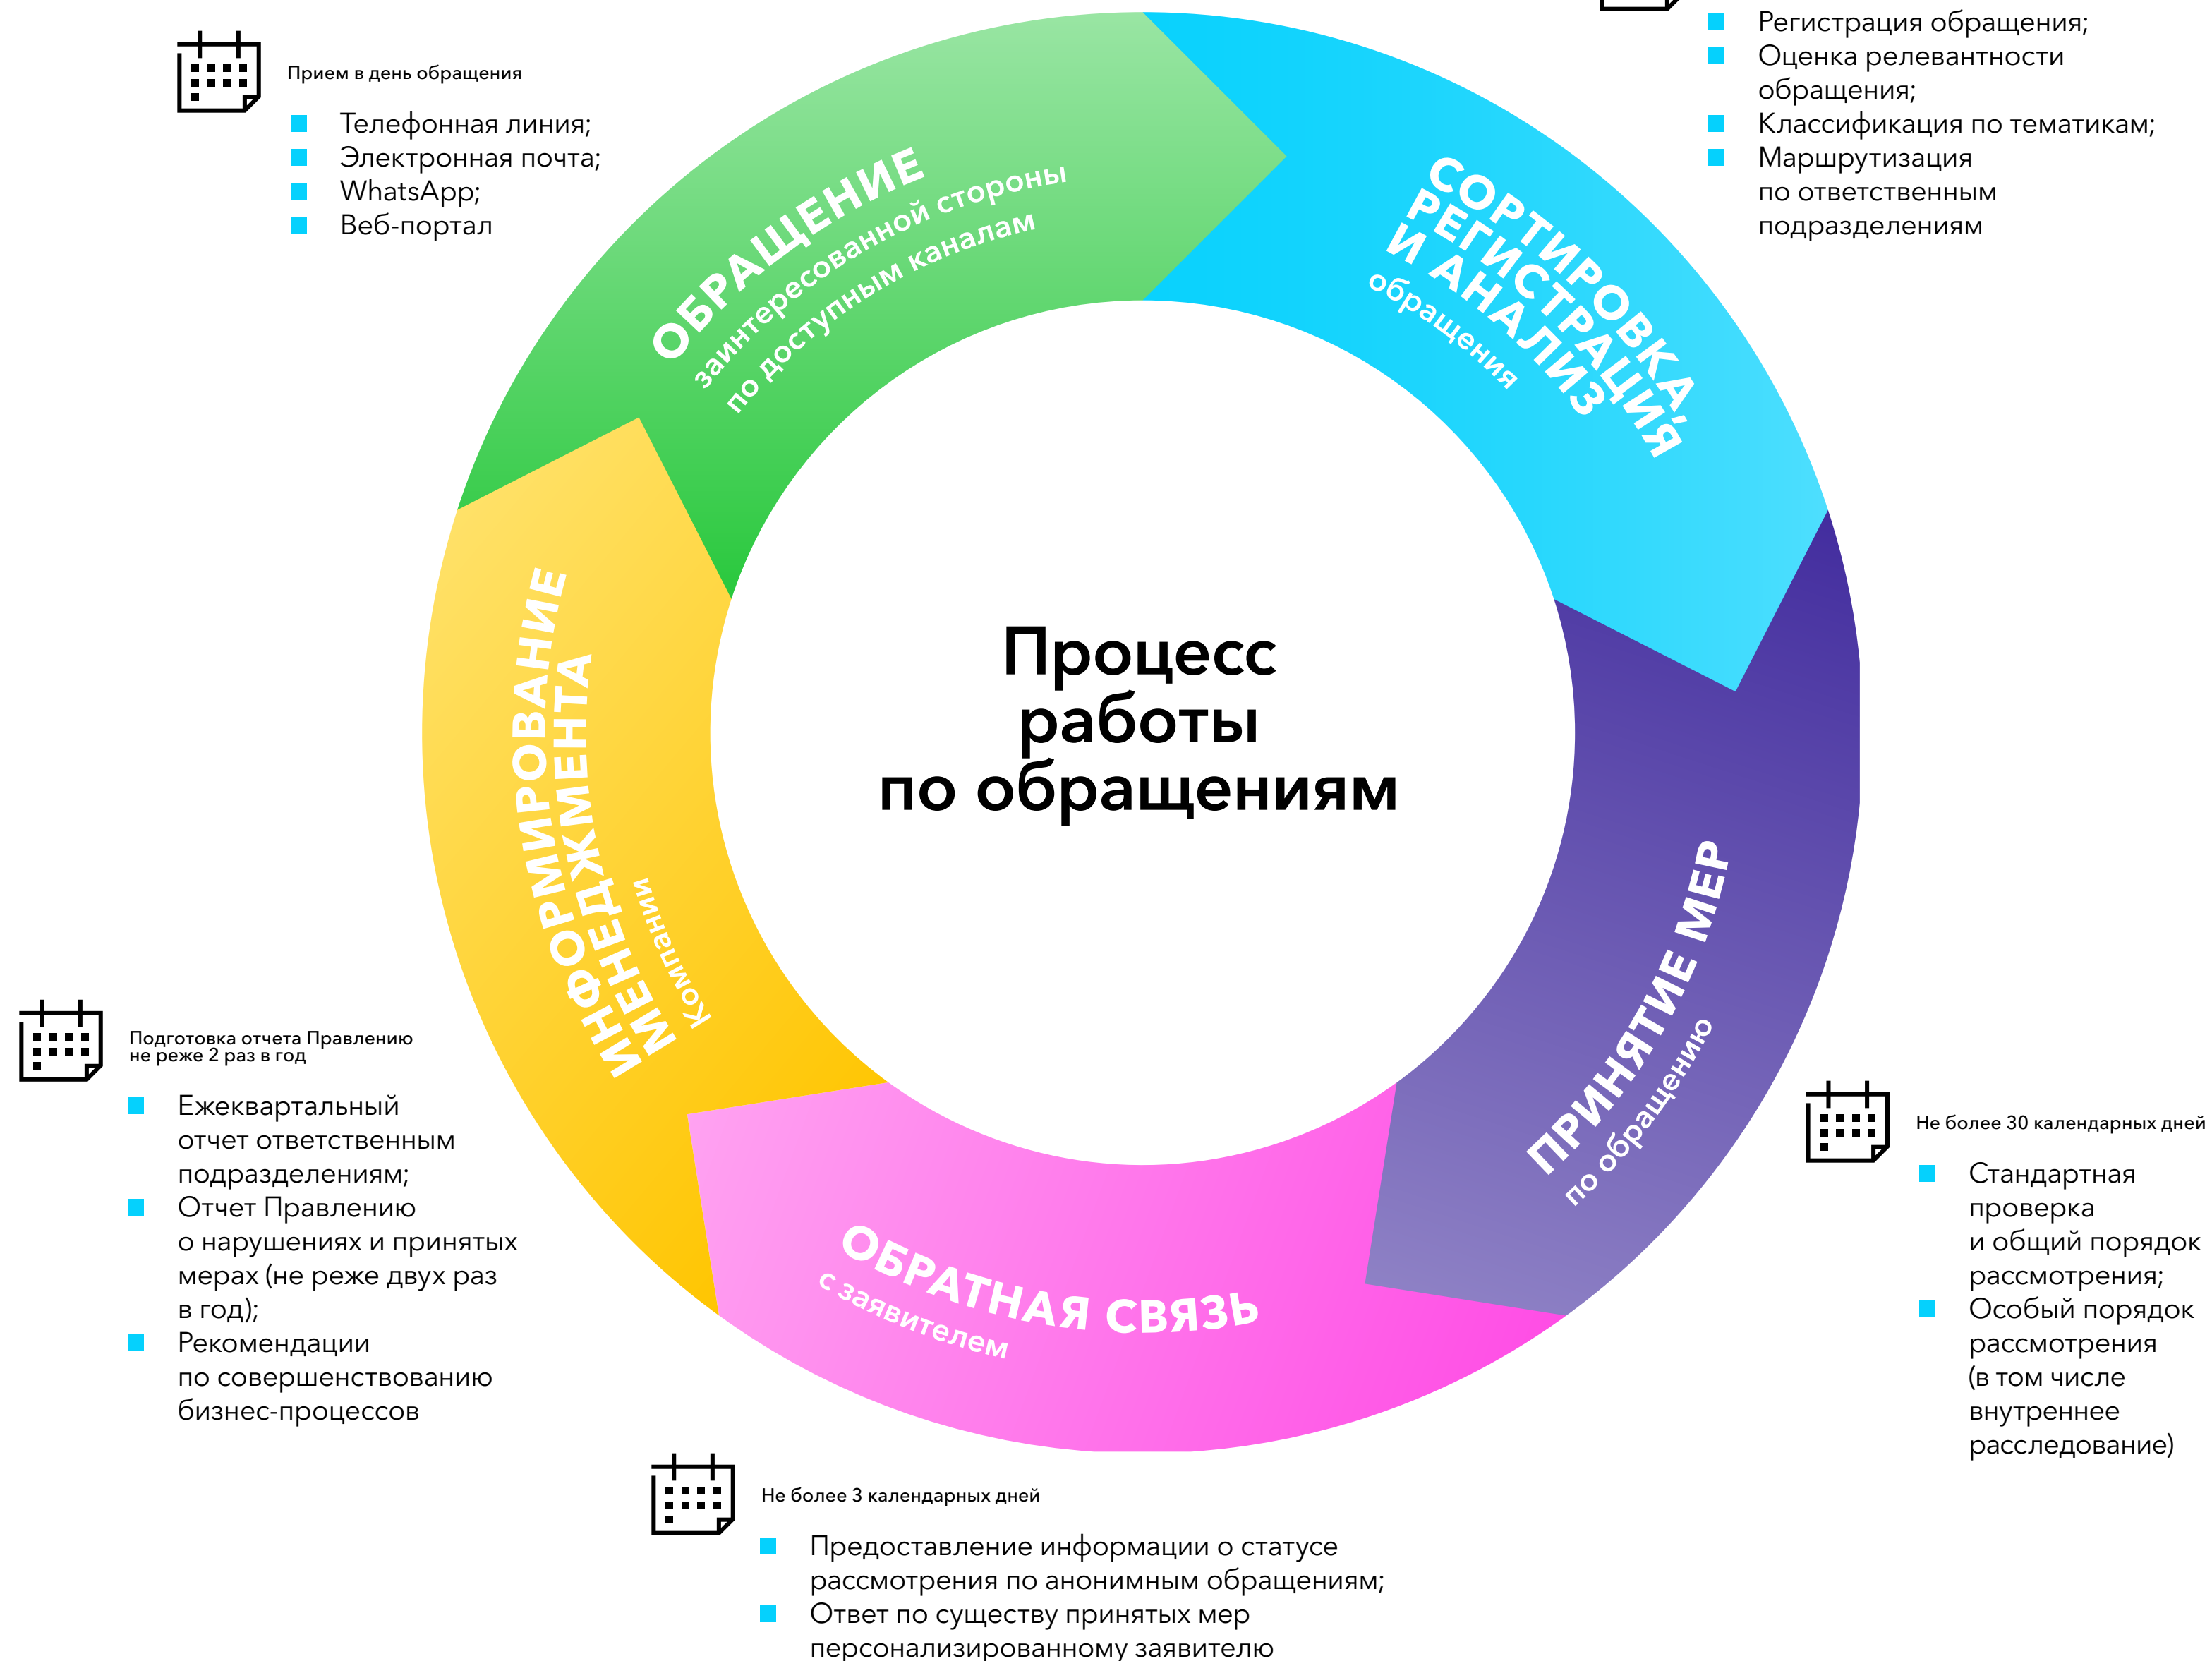 Прием в день обращения
Телефонная линия;
Электронная почта;
WhatsApp;
Веб-портал
Регистрация обращения;
Оценка релевантности
обращения;
Классификация по тематикам;
Маршрутизация
по ответственным
подразделениям
ОБРАЩЕНИЕ
заинтересованной стороны
по доступным каналам
СОРТИРОВКА,
РЕГИСТРАЦИЯ
И АНАЛИЗ
обращения
Процесс
работы
по обращениям
ИНФОРМИРОВАНИЕ
МЕНЕДЖМЕНТА
Компании
ПРИНЯТИЕ МЕР
по обращению
ОБРАТНАЯ СВЯЗЬ
с заявителем
Подготовка отчета Правлению
не реже 2 раз в год
Ежеквартальный
отчет ответственным
подразделениям;
Отчет Правлению
о нарушениях и принятых
мерах (не реже двух раз
в год);
Рекомендации
по совершенствованию
бизнес-процессов
Не более 30 календарных дней
Стандартная
проверка
и общий порядок
рассмотрения;
Особый порядок
рассмотрения
(в том числе
внутреннее
расследование)
Не более 3 календарных дней
Предоставление информации о статусе
рассмотрения по анонимным обращениям;
Ответ по существу принятых мер
персонализированному заявителю